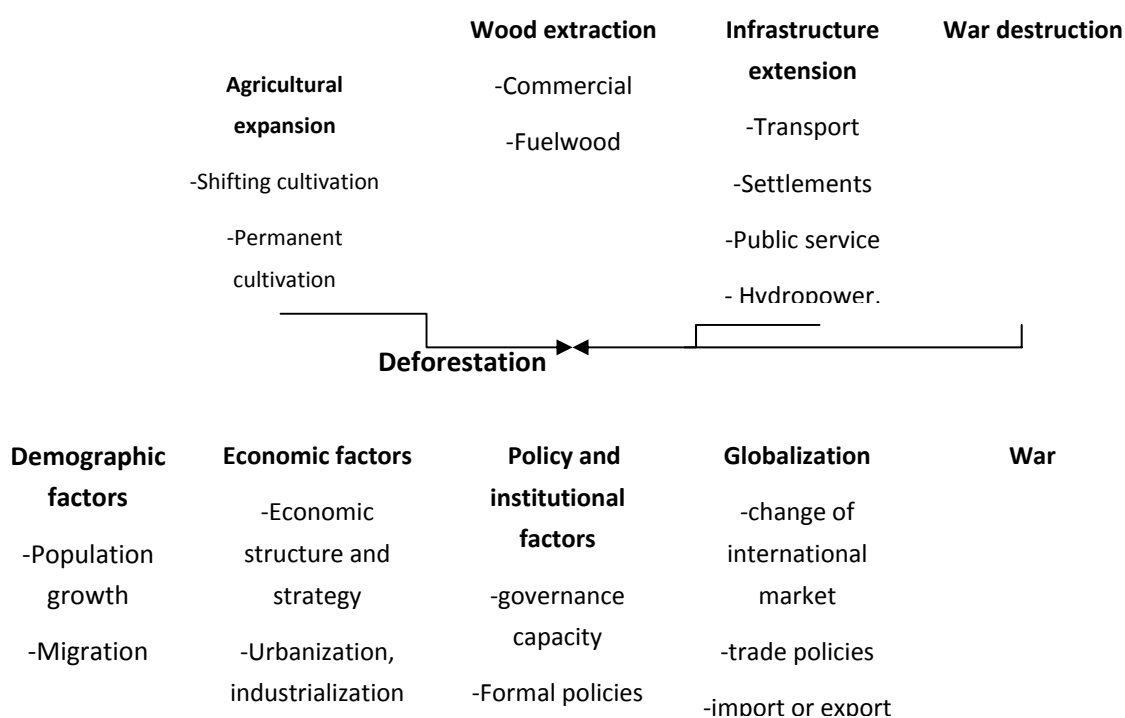 Wood extraction
-Commercial
-Fuelwood
Infrastructure
extension
-Transport
-Settlements
-Public service
- Hydropower.
War destruction
Agricultural
expansion
-Shifting cultivation
-Permanent
cultivation
Deforestation
Demographic
factors
-Population
growth
-Migration
Economic factors
-Economic
structure and
strategy
-Urbanization,
industrialization
Policy and
institutional
factors
-governance
capacity
-Formal policies
Globalization
-change of
international
market
-trade policies
-import or export
War